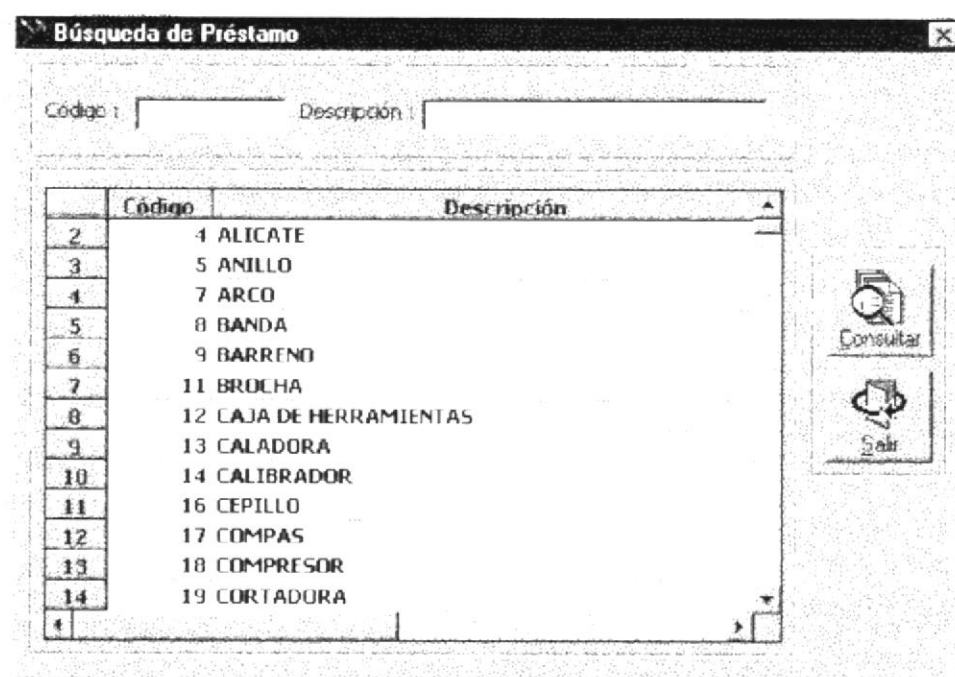 Búsqueda de Préstamo
Código : Descripción :
Código Descripción
2 4 ALICATE
3 5 ANILLO
4 7 ARCO
5 8 BANDA
6 9 BARRENO
7 11 BROCHA
8 12 CAJA DE HERRAMIENTAS
9 13 CALADORA
10 14 CALIBRADOR
11 16 CEPILLO
12 17 COMPAS
13 18 COMPRESOR
14 19 CORTADORA
Consultar
Salir